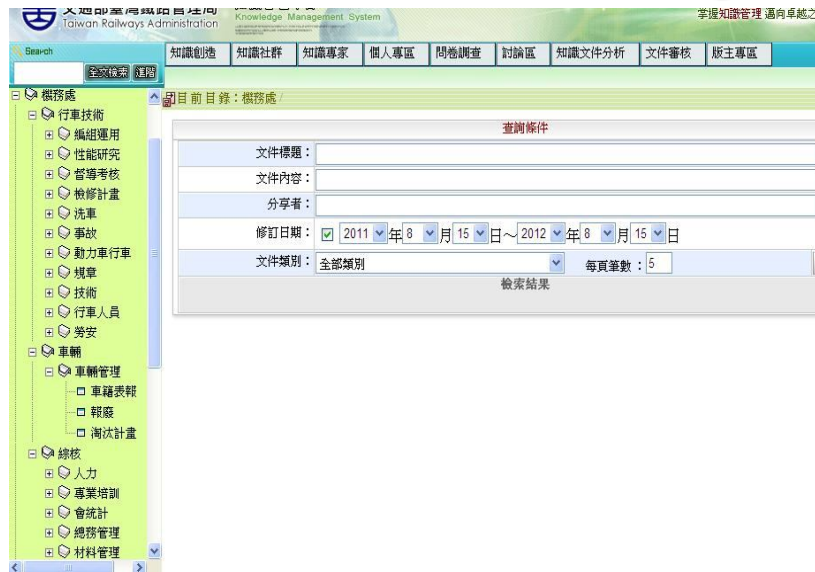 交通部臺灣鐵路管理局
Taiwan Railways Administration
Knowledge Management System
掌握知識管理 邁向卓越之
Search
全文檢索 進階
知識創造 知識社群 知識專家 個人專區 問卷調查 討論區 知識文件分析 文件審核 版主專區
目前目錄：機務處/
機務處
行車技術
編組運用
性能研究
督導考核
檢修計畫
洗車
事故
動力車行車
規章
技術
行車人員
勞安
車輛
車輛管理
車籍表報
報廢
淘汰計畫
綜核
人力
專業培訓
會統計
總務管理
材料管理
查詢條件
文件標題：
文件內容：
分享者：
修訂日期： 2011 年 8 月 15 日～ 2012 年 8 月 15 日
文件類別： 全部類別 每頁筆數：5
檢索結果